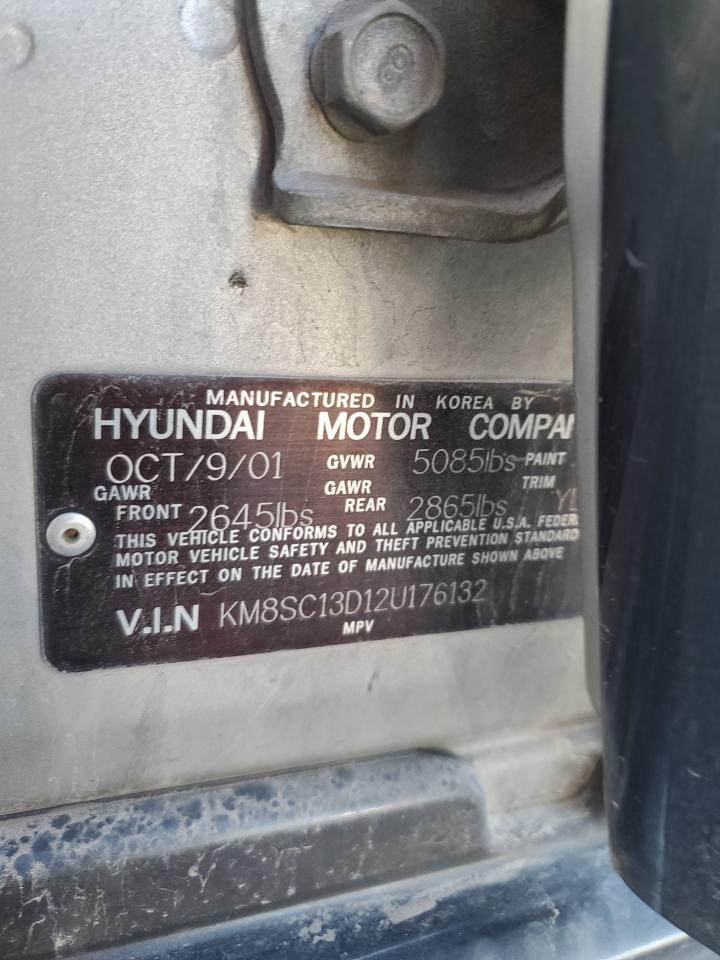 8
MANUFACTURED IN KOREA BY
HYUNDAI MOTOR COMPA
OCT/9/01 GVWR 5085lbs PAINT
GAWR FRONT 2645lbs GAWR REAR 2865lbs TRIM YL
THIS VEHICLE CONFORMS TO ALL APPLICABLE U.S.A. FEDER
MOTOR VEHICLE SAFETY AND THEFT PREVENTION STANDARD
IN EFFECT ON THE DATE OF MANUFACTURE SHOWN ABOVE
V.I.N KM8SC13D12U176132
MPV